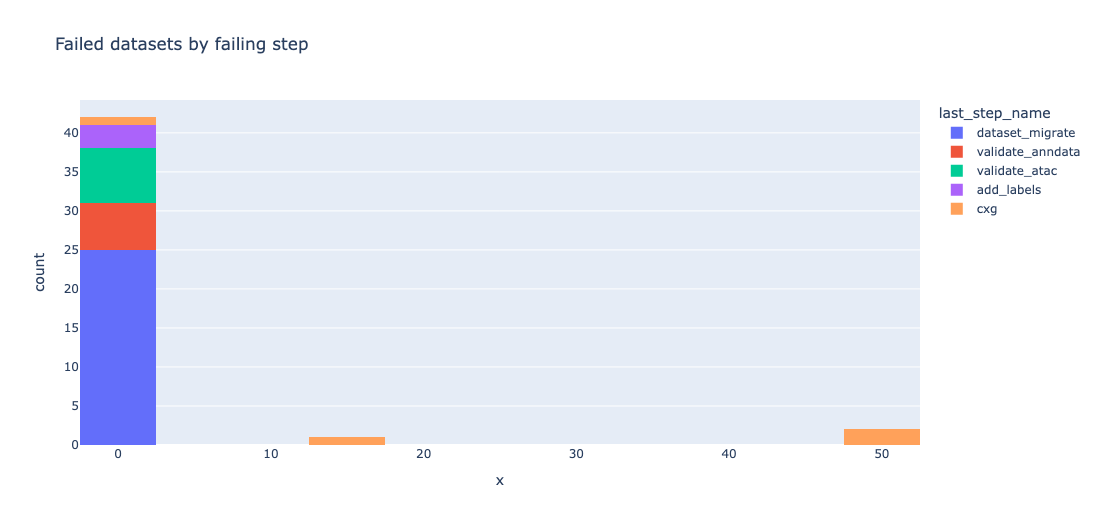 Failed datasets by failing step
last_step_name
dataset_migrate
validate_anndata
validate_atac
add_labels
cxg
count
40
35
30
25
20
15
10
5
0
0 10 20 30 40 50
x